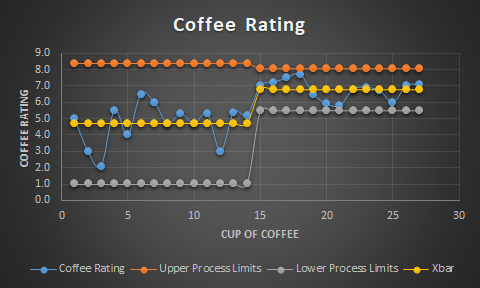 Coffee Rating
9.0
8.0
7.0
6.0
5.0
4.0
3.0
2.0
1.0
0.0
COFFEE RATING
0 5 10 15 20 25 30
CUP OF COFFEE
Coffee Rating Upper Process Limits Lower Process Limits Xbar